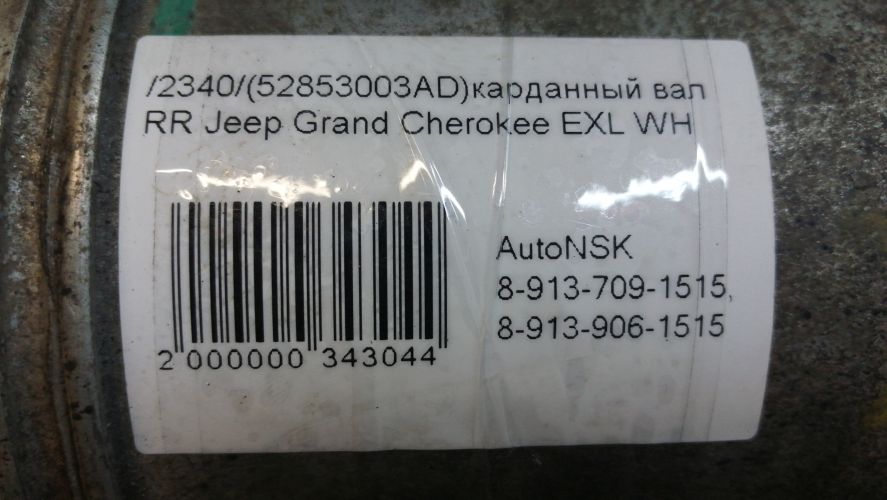 /2340/(52853003AD)карданный вал
RR Jeep Grand Cherokee EXL WH
AutoNSK
8-913-709-1515,
8-913-906-1515
2 000000 343044